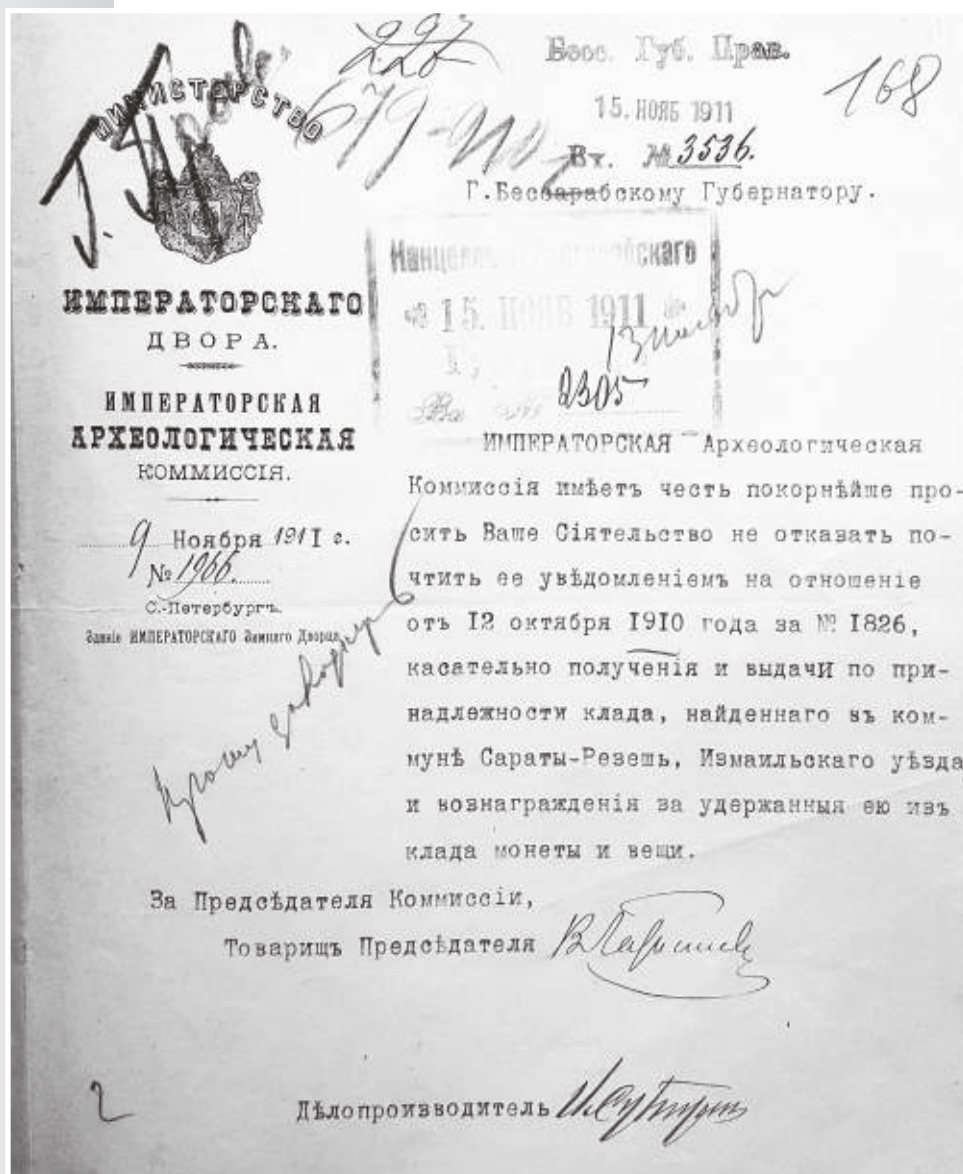 226
168
Бесс. Губ. Прав.
15. НОЯБ 1911
Вх. № 3536.
Г.Бессарабскому Губернатору.
МИНИСТЕРСТВО
ИМПЕРАТОРСКАГО
ДВОРА.
ИМПЕРАТОРСКАЯ
АРХЕОЛОГИЧЕСКАЯ
КОММИССІЯ.
9 Ноября 1911 г.
№ 1966.
С.-Петербургъ.
Зданіе ИМПЕРАТОРСКАГО Зимняго Дворца
15. НОЯБ 1911
2305
ИМПЕРАТОРСКАЯ Археологическая
Коммиссія имѣетъ честь покорнѣйше про-
сить Ваше Сіятельство не отказать по-
чтить ее увѣдомленіемъ на отношеніе
отъ 12 октября 1910 года за № 1826,
касательно полученія и выдачи по при-
надлежности клада, найденнаго въ ком-
мунѣ Сараты-Резешь, Измаильскаго уѣзда
и вознагражденія за удержанныя ею изъ
клада монеты и вещи.
За Предсѣдателя Коммиссіи,
Товарищъ Предсѣдателя
Дѣлопроизводитель
2